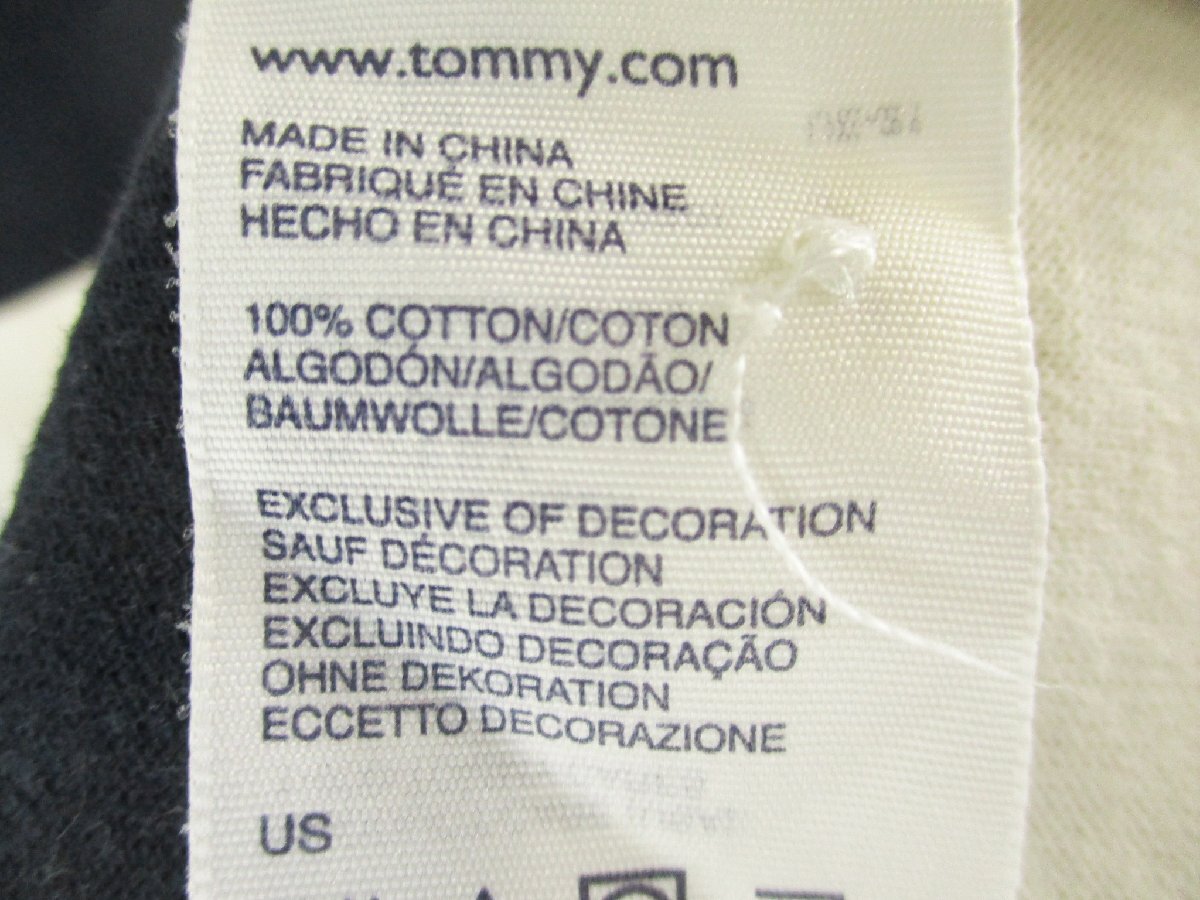 www.tommy.com
MADE IN CHINA
FABRIQUÉ EN CHINE
HECHO EN CHINA
100% COTTON/COTON
ALGODÓN/ALGODÃO/
BAUMWOLLE/COTONE
EXCLUSIVE OF DECORATION
SAUF DÉCORATION
EXCLUYE LA DECORACIÓN
EXCLUINDO DECORAÇÃO
OHNE DEKORATION
ECCETTO DECORAZIONE
US